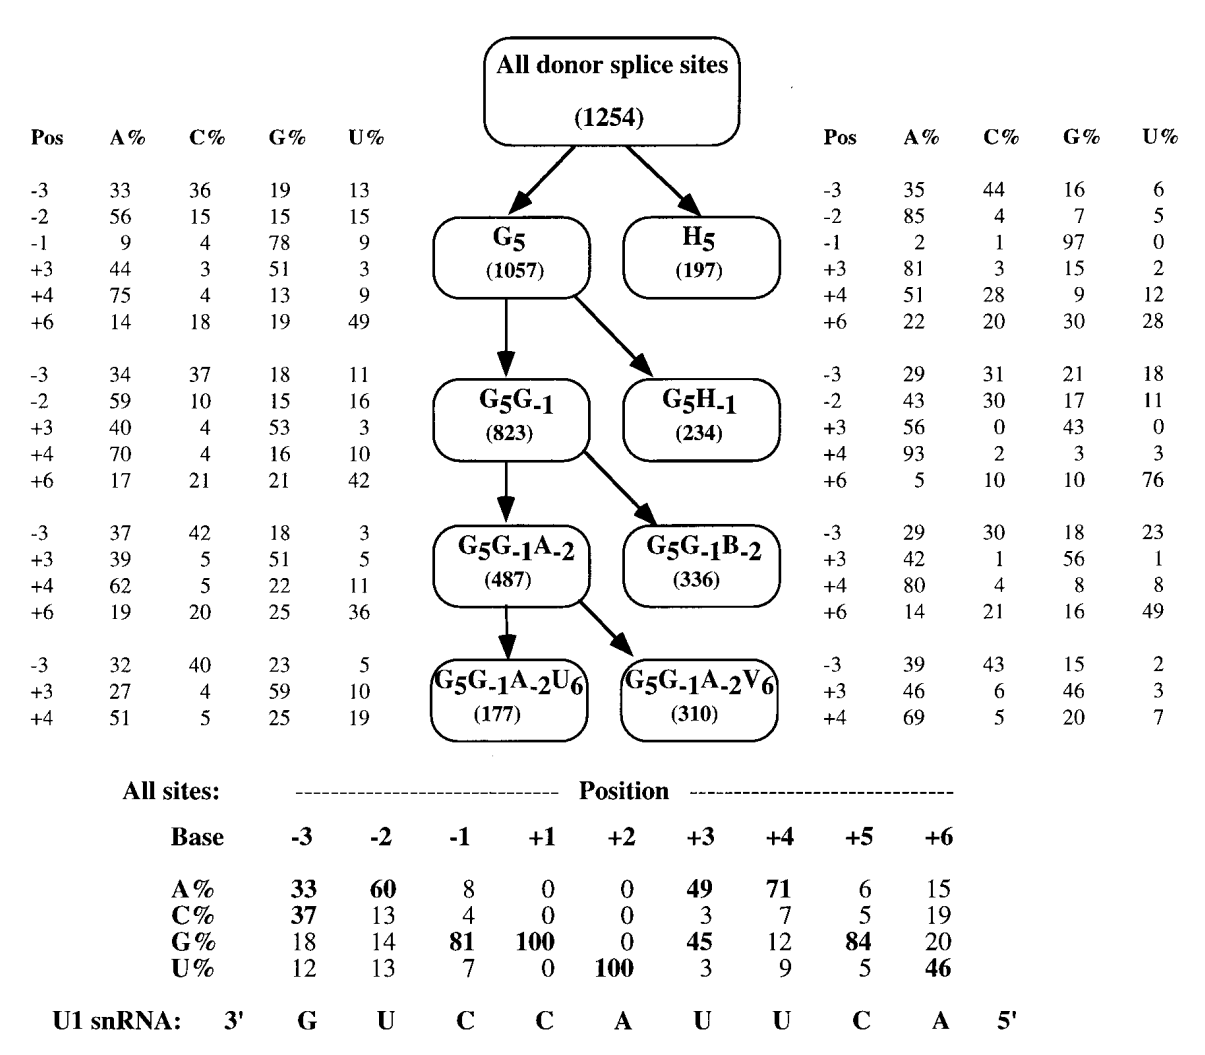 All donor splice sites
(1254)
Pos A% C% G% U%
-3 33 36 19 13
-2 56 15 15 15
-1 9 4 78 9
+3 44 3 51 3
+4 75 4 13 9
+6 14 18 19 49
G5
(1057)
H5
(197)
Pos A% C% G% U%
-3 35 44 16 6
-2 85 4 7 5
-1 2 1 97 0
+3 81 3 15 2
+4 51 28 9 12
+6 22 20 30 28
-3 34 37 18 11
-2 59 10 15 16
+3 40 4 53 3
+4 70 4 16 10
+6 17 21 21 42
G5G-1
(823)
G5H-1
(234)
-3 29 31 21 18
-2 43 30 17 11
+3 56 0 43 0
+4 93 2 3 3
+6 5 10 10 76
-3 37 42 18 3
+3 39 5 51 5
+4 62 5 22 11
+6 19 20 25 36
G5G-1A-2
(487)
G5G-1B-2
(336)
-3 29 30 18 23
+3 42 1 56 1
+4 80 4 8 8
+6 14 21 16 49
-3 32 40 23 5
+3 27 4 59 10
+4 51 5 25 19
G5G-1A-2U6
(177)
G5G-1A-2V6
(310)
-3 39 43 15 2
+3 46 6 46 3
+4 69 5 20 7
All sites: Position
Base -3 -2 -1 +1 +2 +3 +4 +5 +6
A% 33 60 8 0 0 49 71 6 15
C% 37 13 4 0 0 3 7 5 19
G% 18 14 81 100 0 45 12 84 20
U% 12 13 7 0 100 3 9 5 46
U1 snRNA: 3' G U C C A U U C A 5'